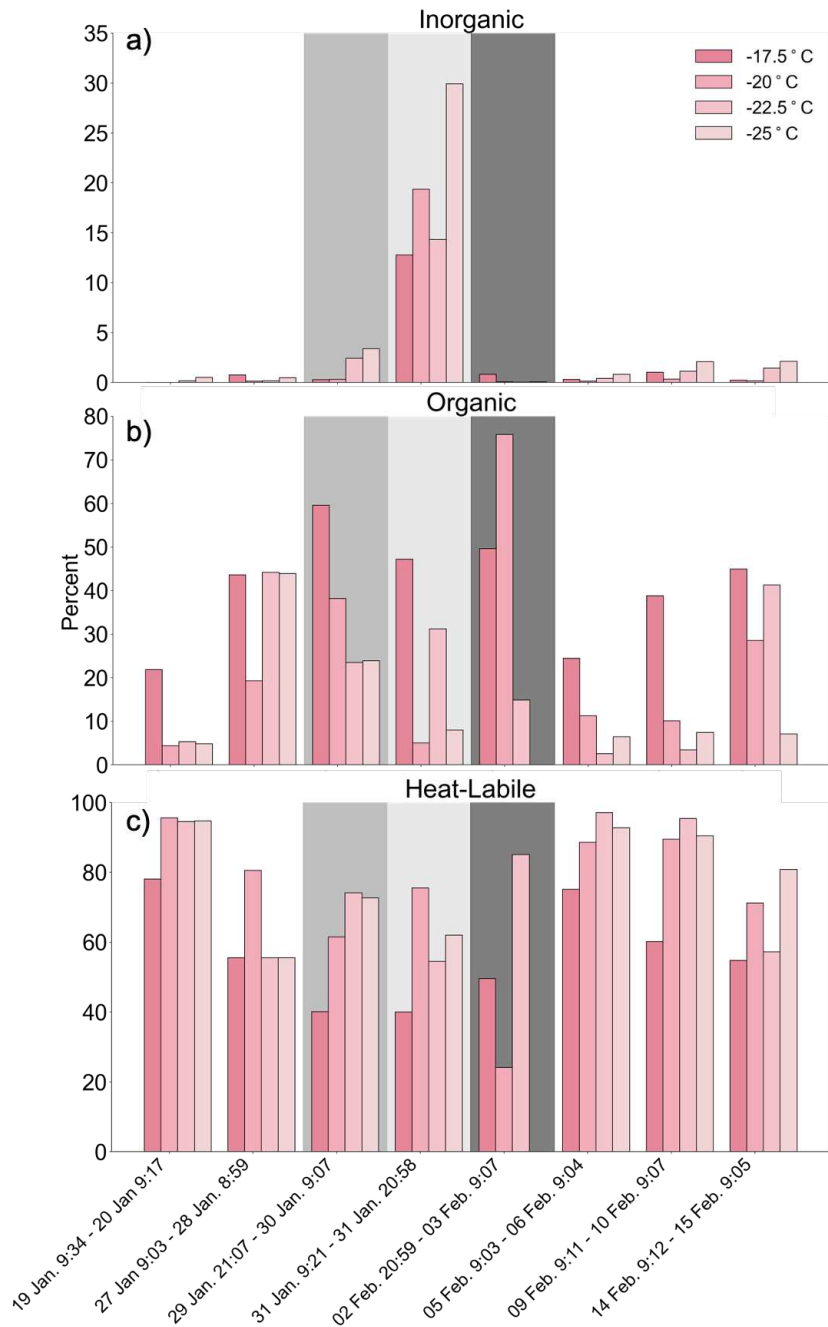 Inorganic
a)
35
30
25
20
15
10
5
0
-17.5°C
-20°C
-22.5°C
-25°C
Organic
b)
80
70
60
50
40
30
20
10
0
Percent
Heat-Labile
c)
100
80
60
40
20
0
19 Jan. 9:34 - 20 Jan 9:17
27 Jan 9:03 - 28 Jan. 8:59
29 Jan. 21:07 - 30 Jan. 9:07
31 Jan. 9:21 - 31 Jan. 20:58
02 Feb. 20:59 - 03 Feb. 9:07
05 Feb. 9:03 - 06 Feb. 9:04
09 Feb. 9:11 - 10 Feb. 9:07
14 Feb. 9:12 - 15 Feb. 9:05